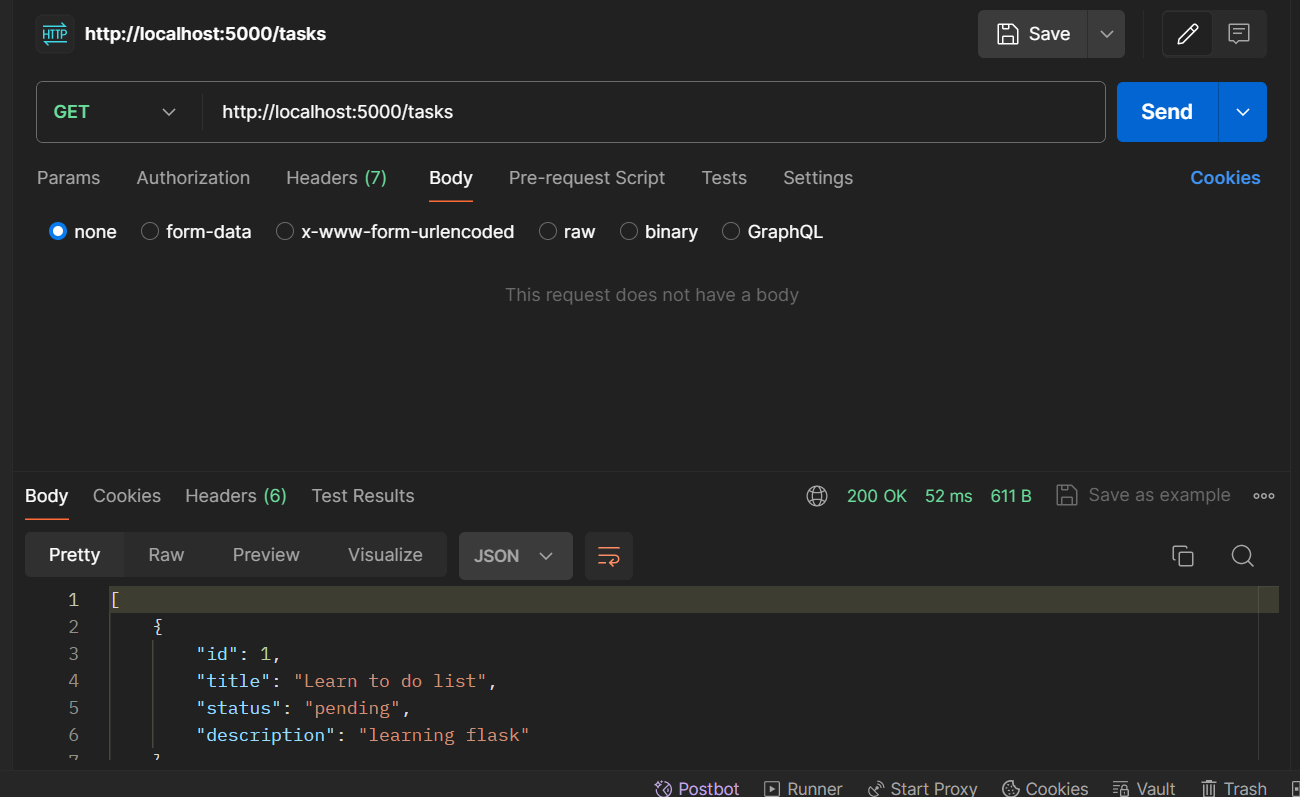 HTTP http://localhost:5000/tasks Save
GET http://localhost:5000/tasks Send
Params Authorization Headers (7) Body Pre-request Script Tests Settings Cookies
none form-data x-www-form-urlencoded raw binary GraphQL
This request does not have a body
Body Cookies Headers (6) Test Results 200 OK 52 ms 611 B Save as example
Pretty Raw Preview Visualize JSON
1 [
2 {
3 "id": 1,
4 "title": "Learn to do list",
5 "status": "pending",
6 "description": "learning flask"
Postbot Runner Start Proxy Cookies Vault Trash